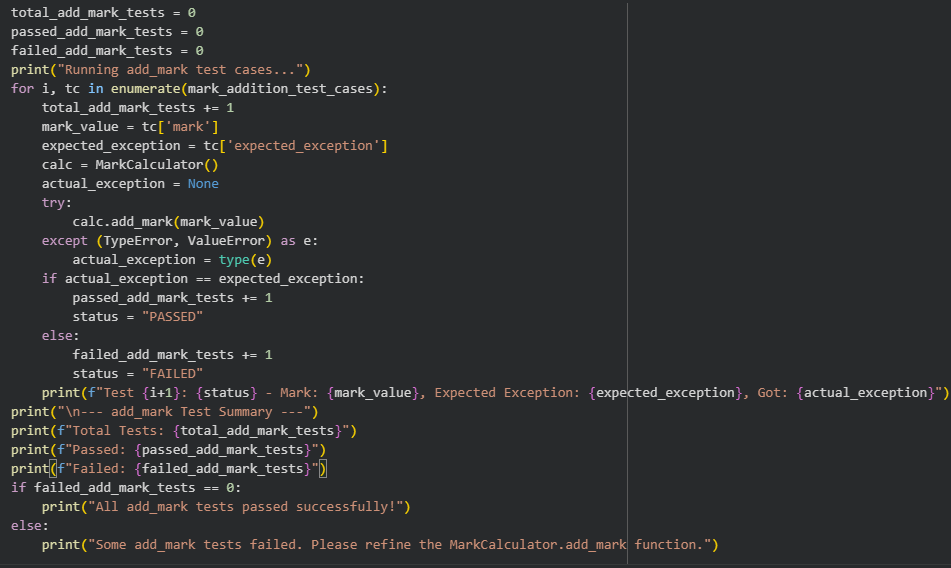 total_add_mark_tests = 0
passed_add_mark_tests = 0
failed_add_mark_tests = 0
print("Running add_mark test cases...")
for i, tc in enumerate(mark_addition_test_cases):
    total_add_mark_tests += 1
    mark_value = tc['mark']
    expected_exception = tc['expected_exception']
    calc = MarkCalculator()
    actual_exception = None
    try:
        calc.add_mark(mark_value)
    except (TypeError, ValueError) as e:
        actual_exception = type(e)
    if actual_exception == expected_exception:
        passed_add_mark_tests += 1
        status = "PASSED"
    else:
        failed_add_mark_tests += 1
        status = "FAILED"
    print(f"Test {i+1}: {status} - Mark: {mark_value}, Expected Exception: {expected_exception}, Got: {actual_exception}")
print("\n--- add_mark Test Summary ---")
print(f"Total Tests: {total_add_mark_tests}")
print(f"Passed: {passed_add_mark_tests}")
print(f"Failed: {failed_add_mark_tests}")
if failed_add_mark_tests == 0:
    print("All add_mark tests passed successfully!")
else:
    print("Some add_mark tests failed. Please refine the MarkCalculator.add_mark function.")